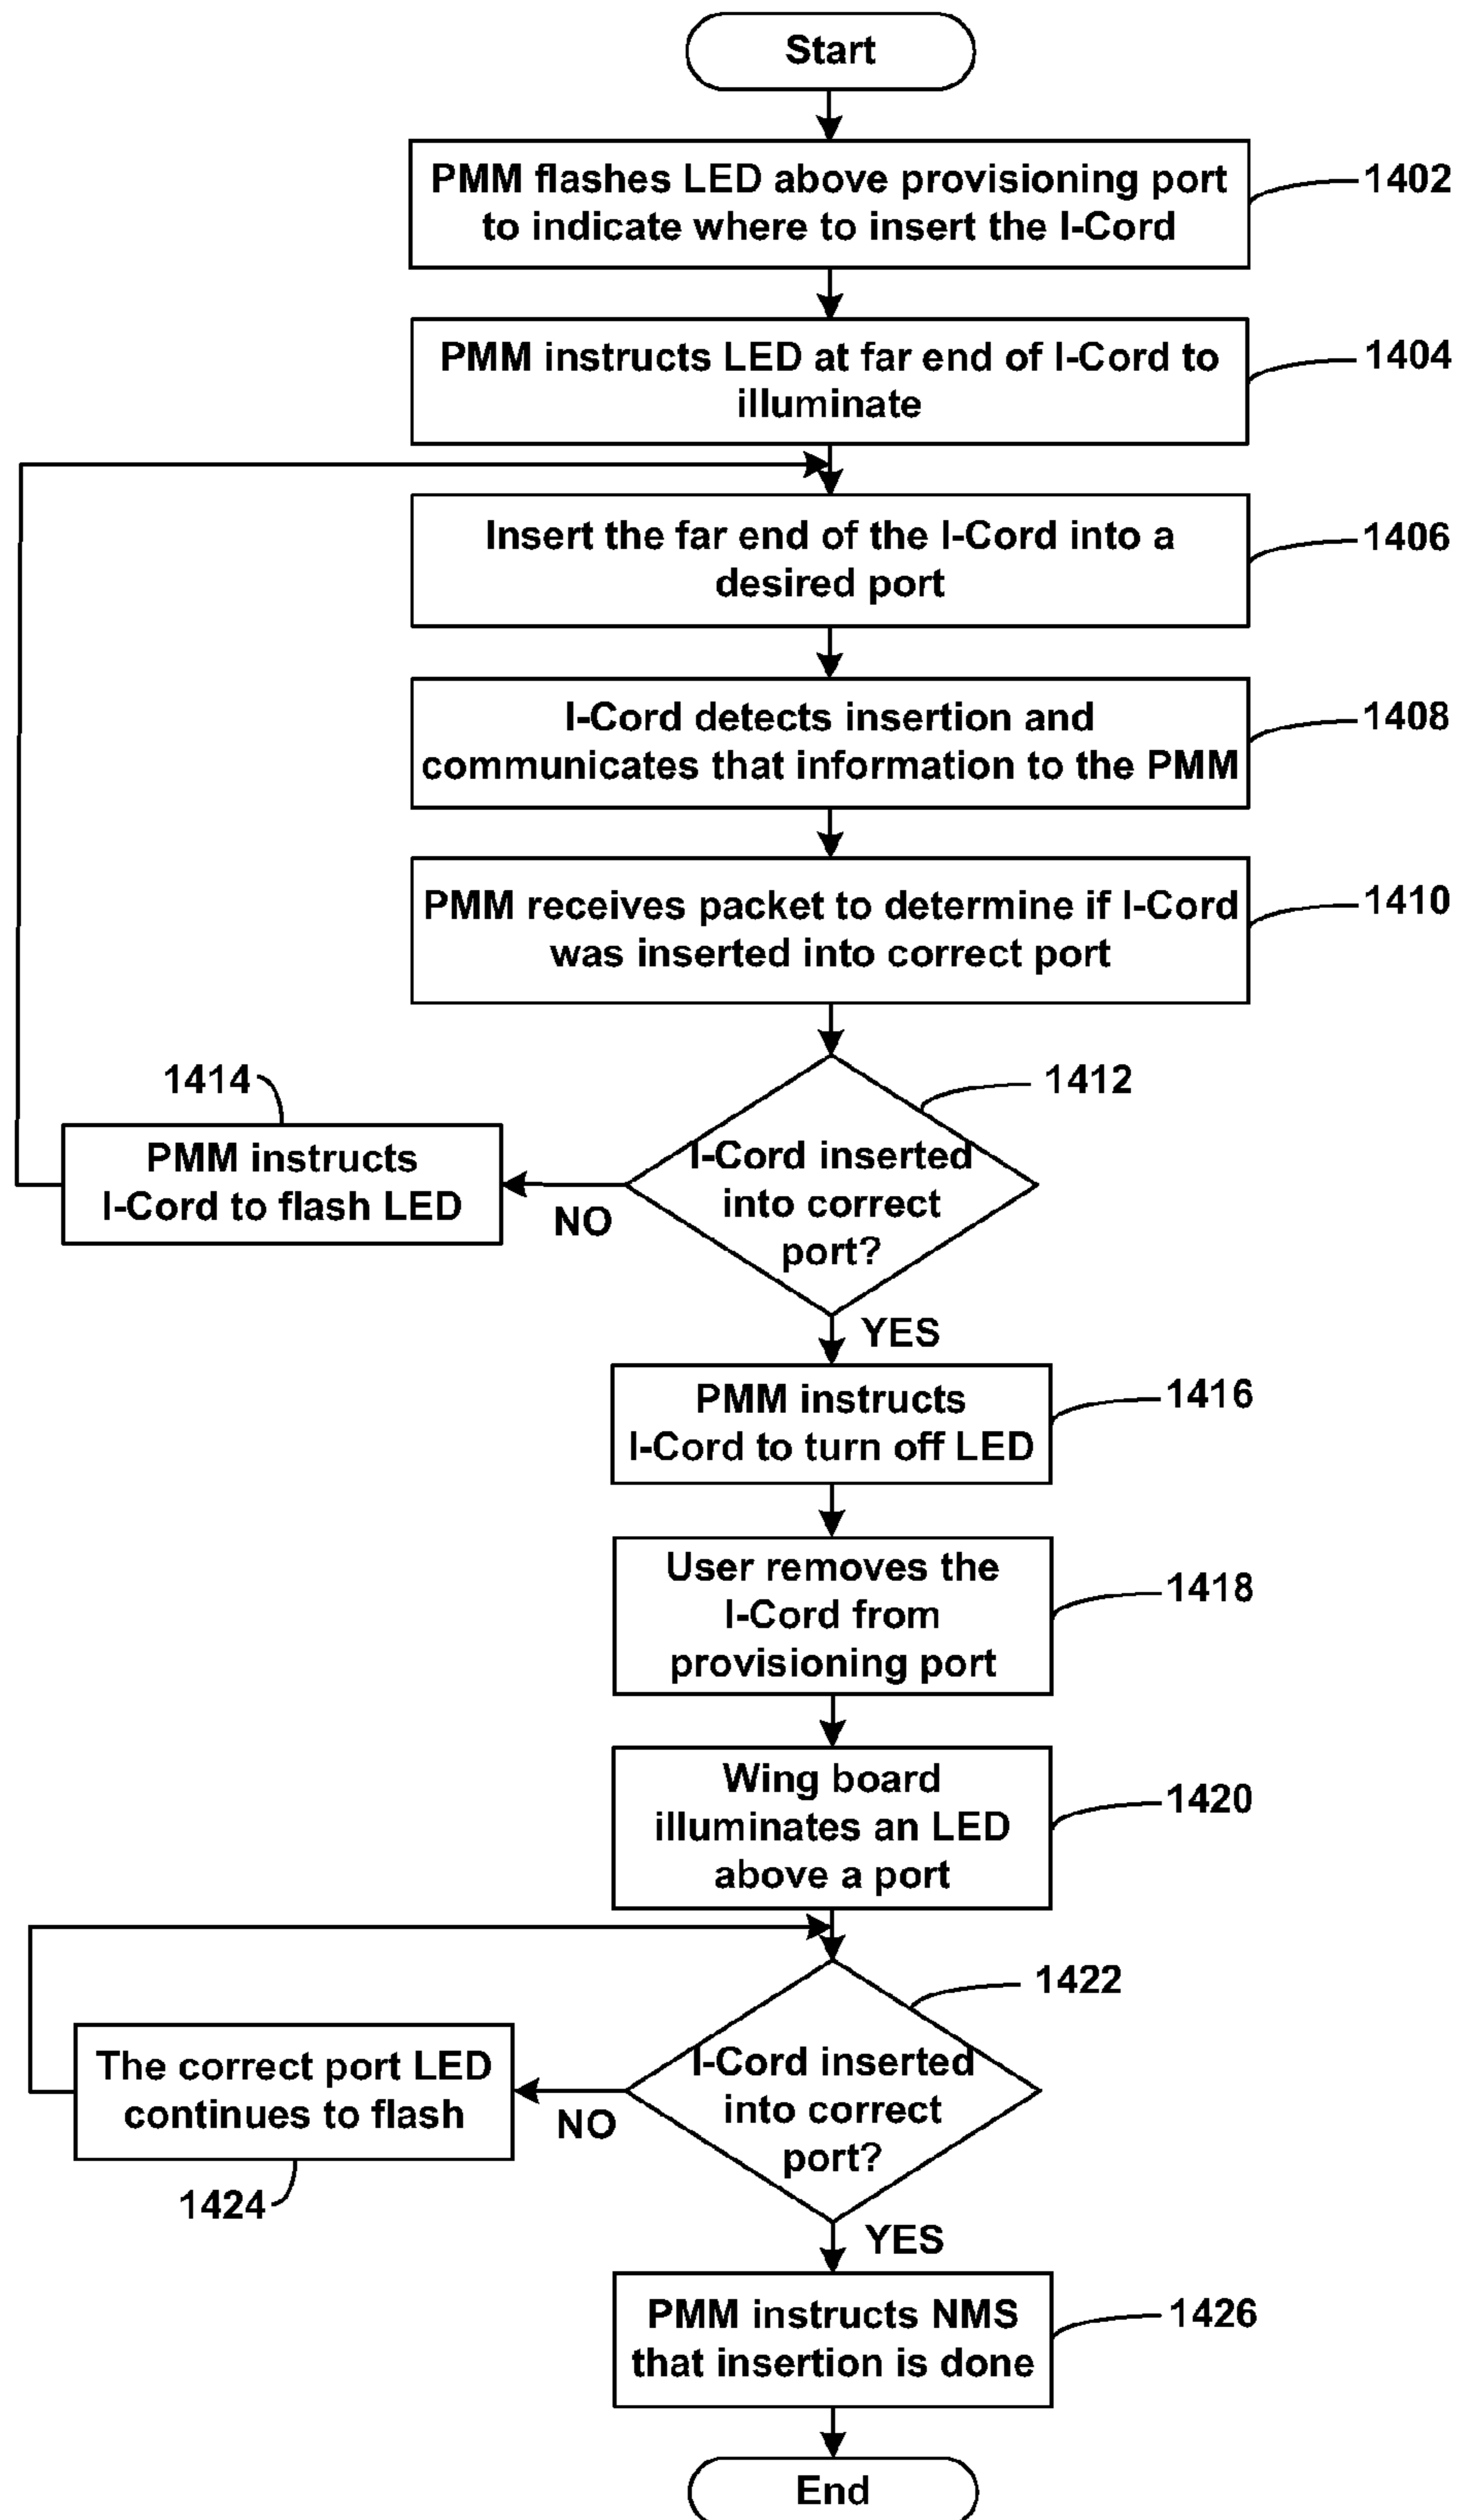 Start
PMM flashes LED above provisioning port
to indicate where to insert the I-Cord
1402
PMM instructs LED at far end of I-Cord to
illuminate
1404
Insert the far end of the I-Cord into a
desired port
1406
I-Cord detects insertion and
communicates that information to the PMM
1408
PMM receives packet to determine if I-Cord
was inserted into correct port
1410
I-Cord inserted
into correct
port?
1412
NO
1414
PMM instructs
I-Cord to flash LED
YES
PMM instructs
I-Cord to turn off LED
1416
User removes the
I-Cord from
provisioning port
1418
Wing board
illuminates an LED
above a port
1420
I-Cord inserted
into correct
port?
1422
NO
The correct port LED
continues to flash
1424
YES
PMM instructs NMS
that insertion is done
1426
End